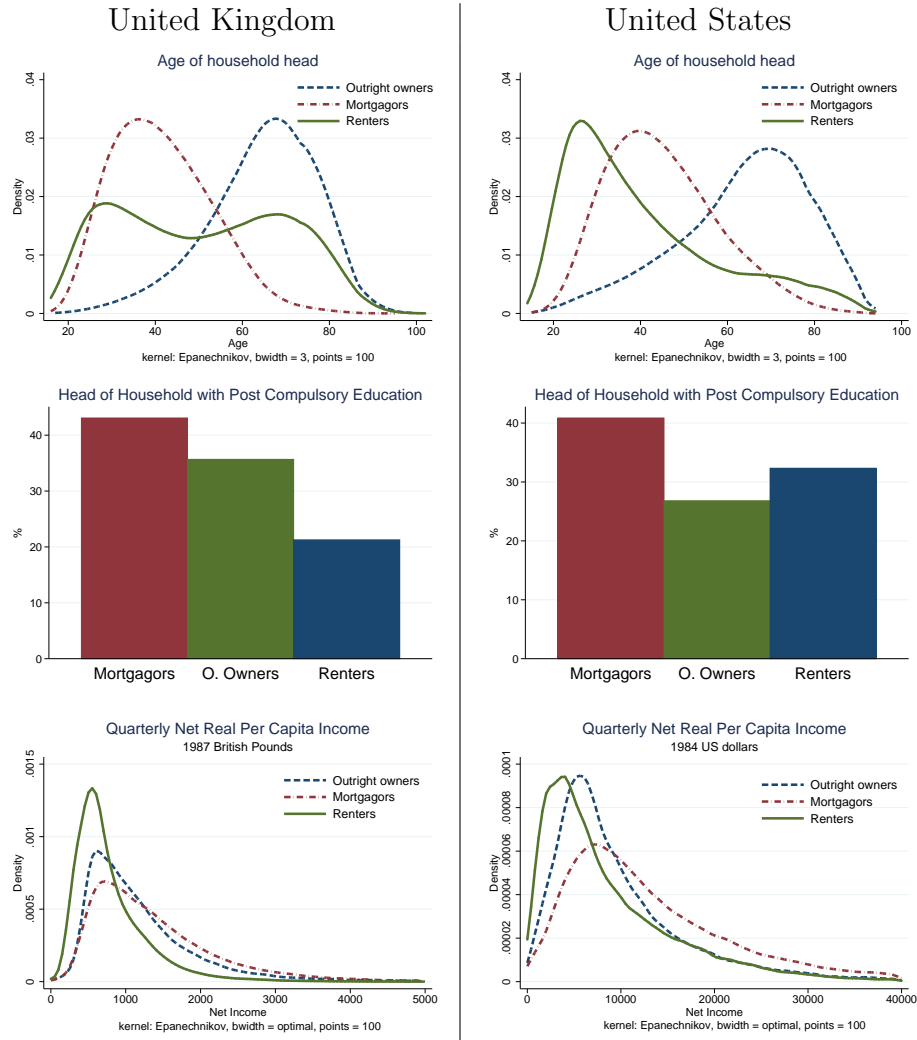 United Kingdom
Age of household head
Outright owners
Mortgagors
Renters
Density
0 .01 .02 .03 .04
20 40 60 80 100
Age
kernel: Epanechnikov, bwidth = 3, points = 100
Head of Household with Post Compulsory Education
%
0 10 20 30 40
Mortgagors O. Owners Renters
Quarterly Net Real Per Capita Income
1987 British Pounds
Outright owners
Mortgagors
Renters
Density
0 .0005 .001 .0015
0 1000 2000 3000 4000 5000
Net Income
kernel: Epanechnikov, bwidth = optimal, points = 100
United States
Age of household head
Outright owners
Mortgagors
Renters
Density
0 .01 .02 .03 .04
20 40 60 80 100
Age
kernel: Epanechnikov, bwidth = 3, points = 100
Head of Household with Post Compulsory Education
%
0 10 20 30 40
Mortgagors O. Owners Renters
Quarterly Net Real Per Capita Income
1984 US dollars
Outright owners
Mortgagors
Renters
Density
0 .00002 .00004 .00006 .00008 .0001
0 10000 20000 30000 40000
Net Income
kernel: Epanechnikov, bwidth = optimal, points = 100